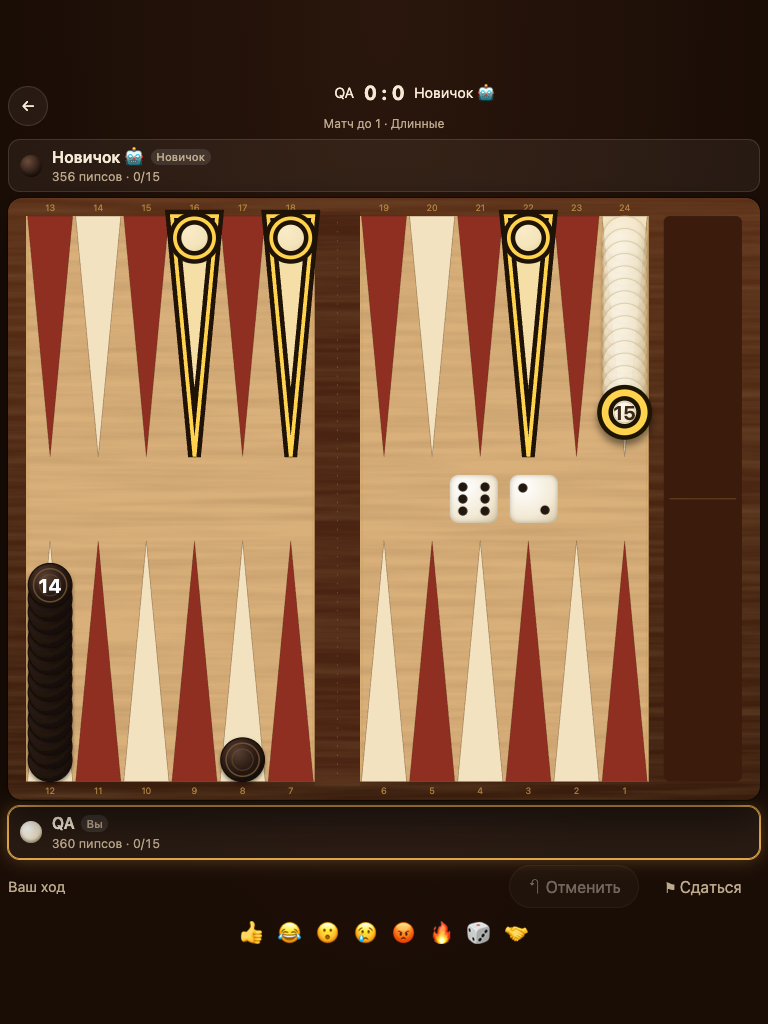 QA 0 : 0 Новичок
Матч до 1 · Длинные
Новичок Новичок
356 пипсов · 0/15
13 14 15 16 17 18 19 20 21 22 23 24
15
14
12 11 10 9 8 7 6 5 4 3 2 1
QA Вы
360 пипсов · 0/15
Ваш ход Отменить Сдаться